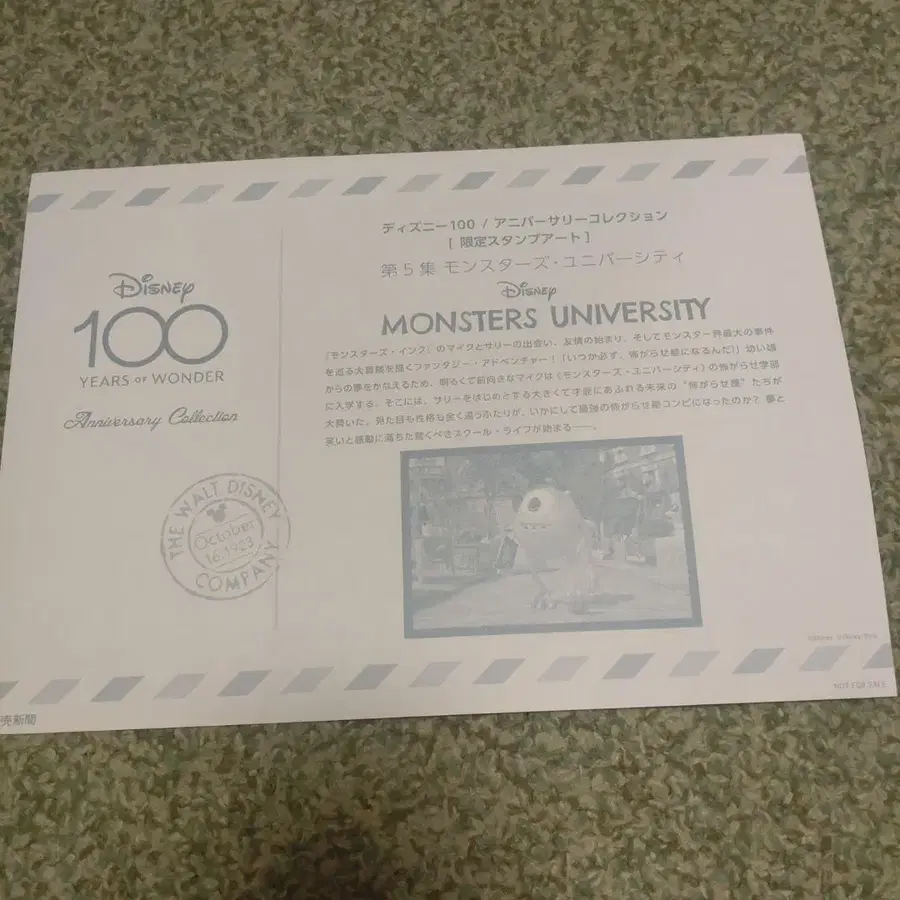 Disney
100
YEARS OF WONDER
Anniversary Collection
THE WALT DISNEY
October
16.1923
COMPANY
ディズニー100 / アニバーサリーコレクション
[ 限定スタンプアート ]
第5集 モンスターズ・ユニバーシティ
Disney
MONSTERS UNIVERSITY
『モンスターズ・インク』のマイクとサリーの出会い、友情の始まり、そしてモンスター界最大の事件
を巡る大冒険を描くファンタジー・アドベンチャー！「いつか必ず、怖がらせ屋になるんだ!」幼い頃
からの夢をかなえるため、明るくて前向きなマイクは《モンスターズ・ユニバーシティ》の怖がらせ学部
に入学する。そこには、サリーをはじめとする大きくて才能にあふれる未来の“怖がらせ屋”たちが
大勢いた。見た目も性格も全く違うふたりが、いかにして最強の怖がらせ屋コンビになったのか? 夢と
笑いと感動に満ちた驚くべきスクール・ライフが始まる――。
©Disney ©Disney/Pixar
NOT FOR SALE
売新聞